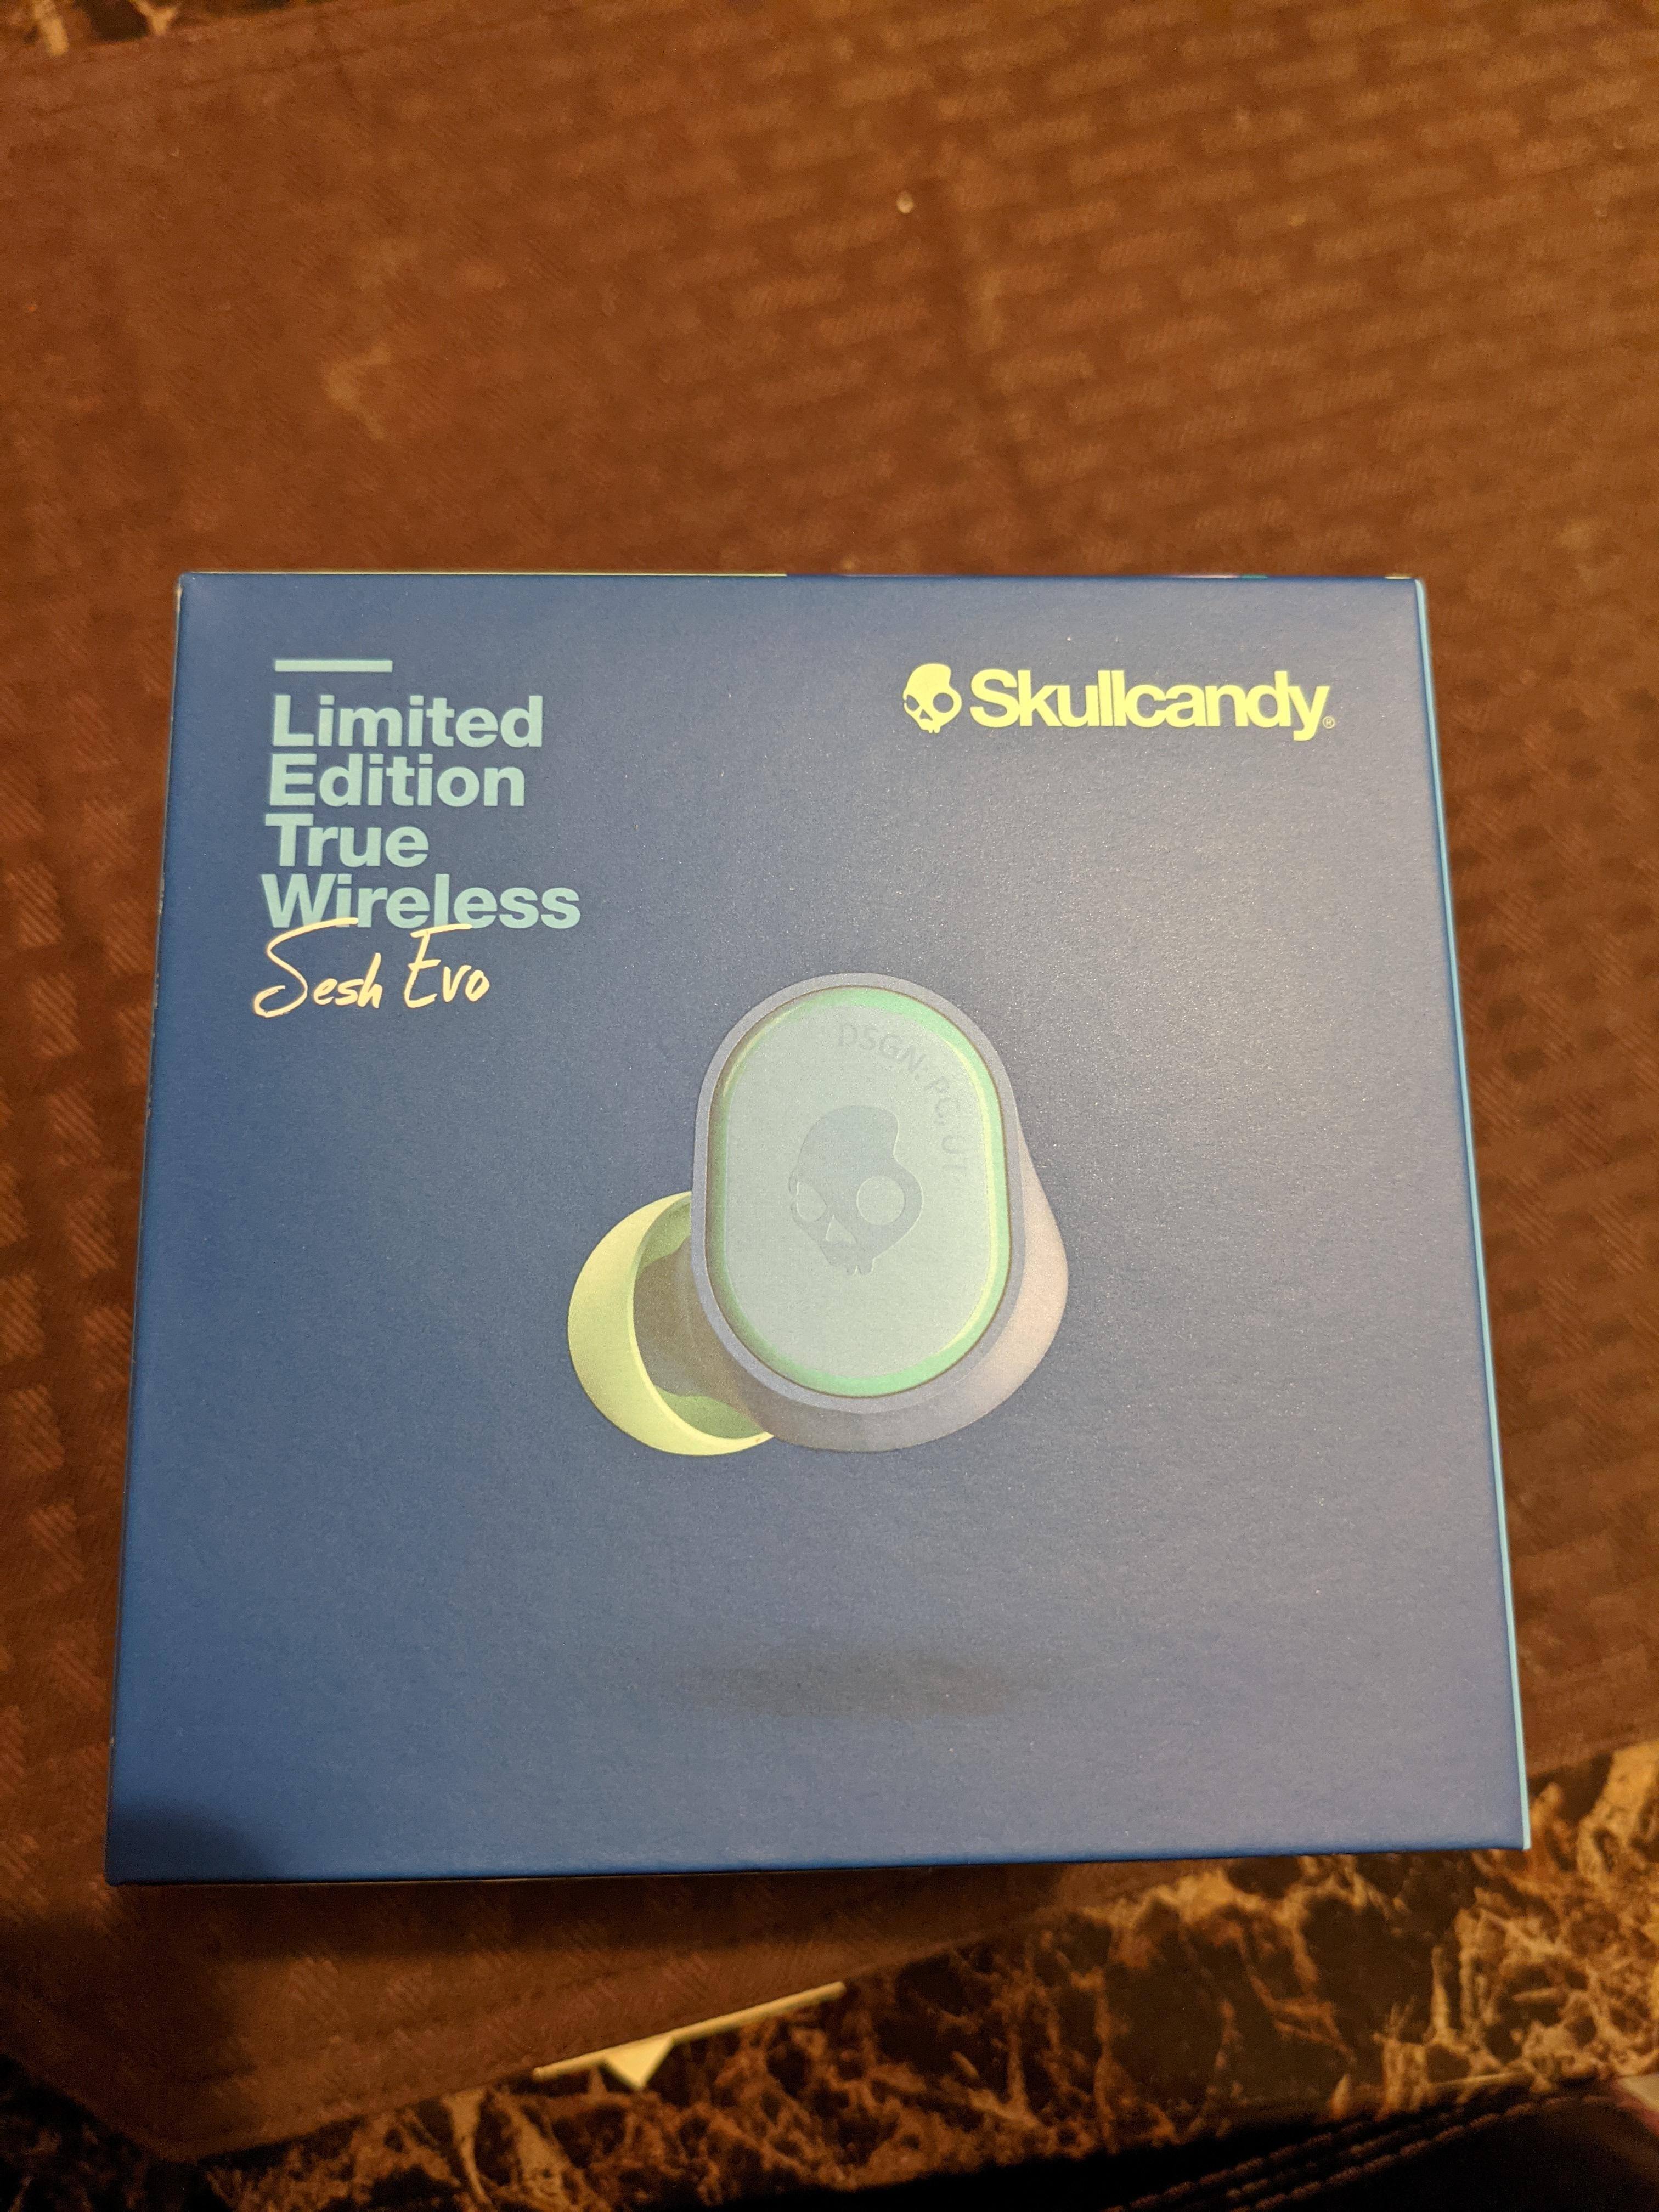 Limited
Edition
True
Wireless
Sesh Evo
Skullcandy®
DSGN: PC, UT